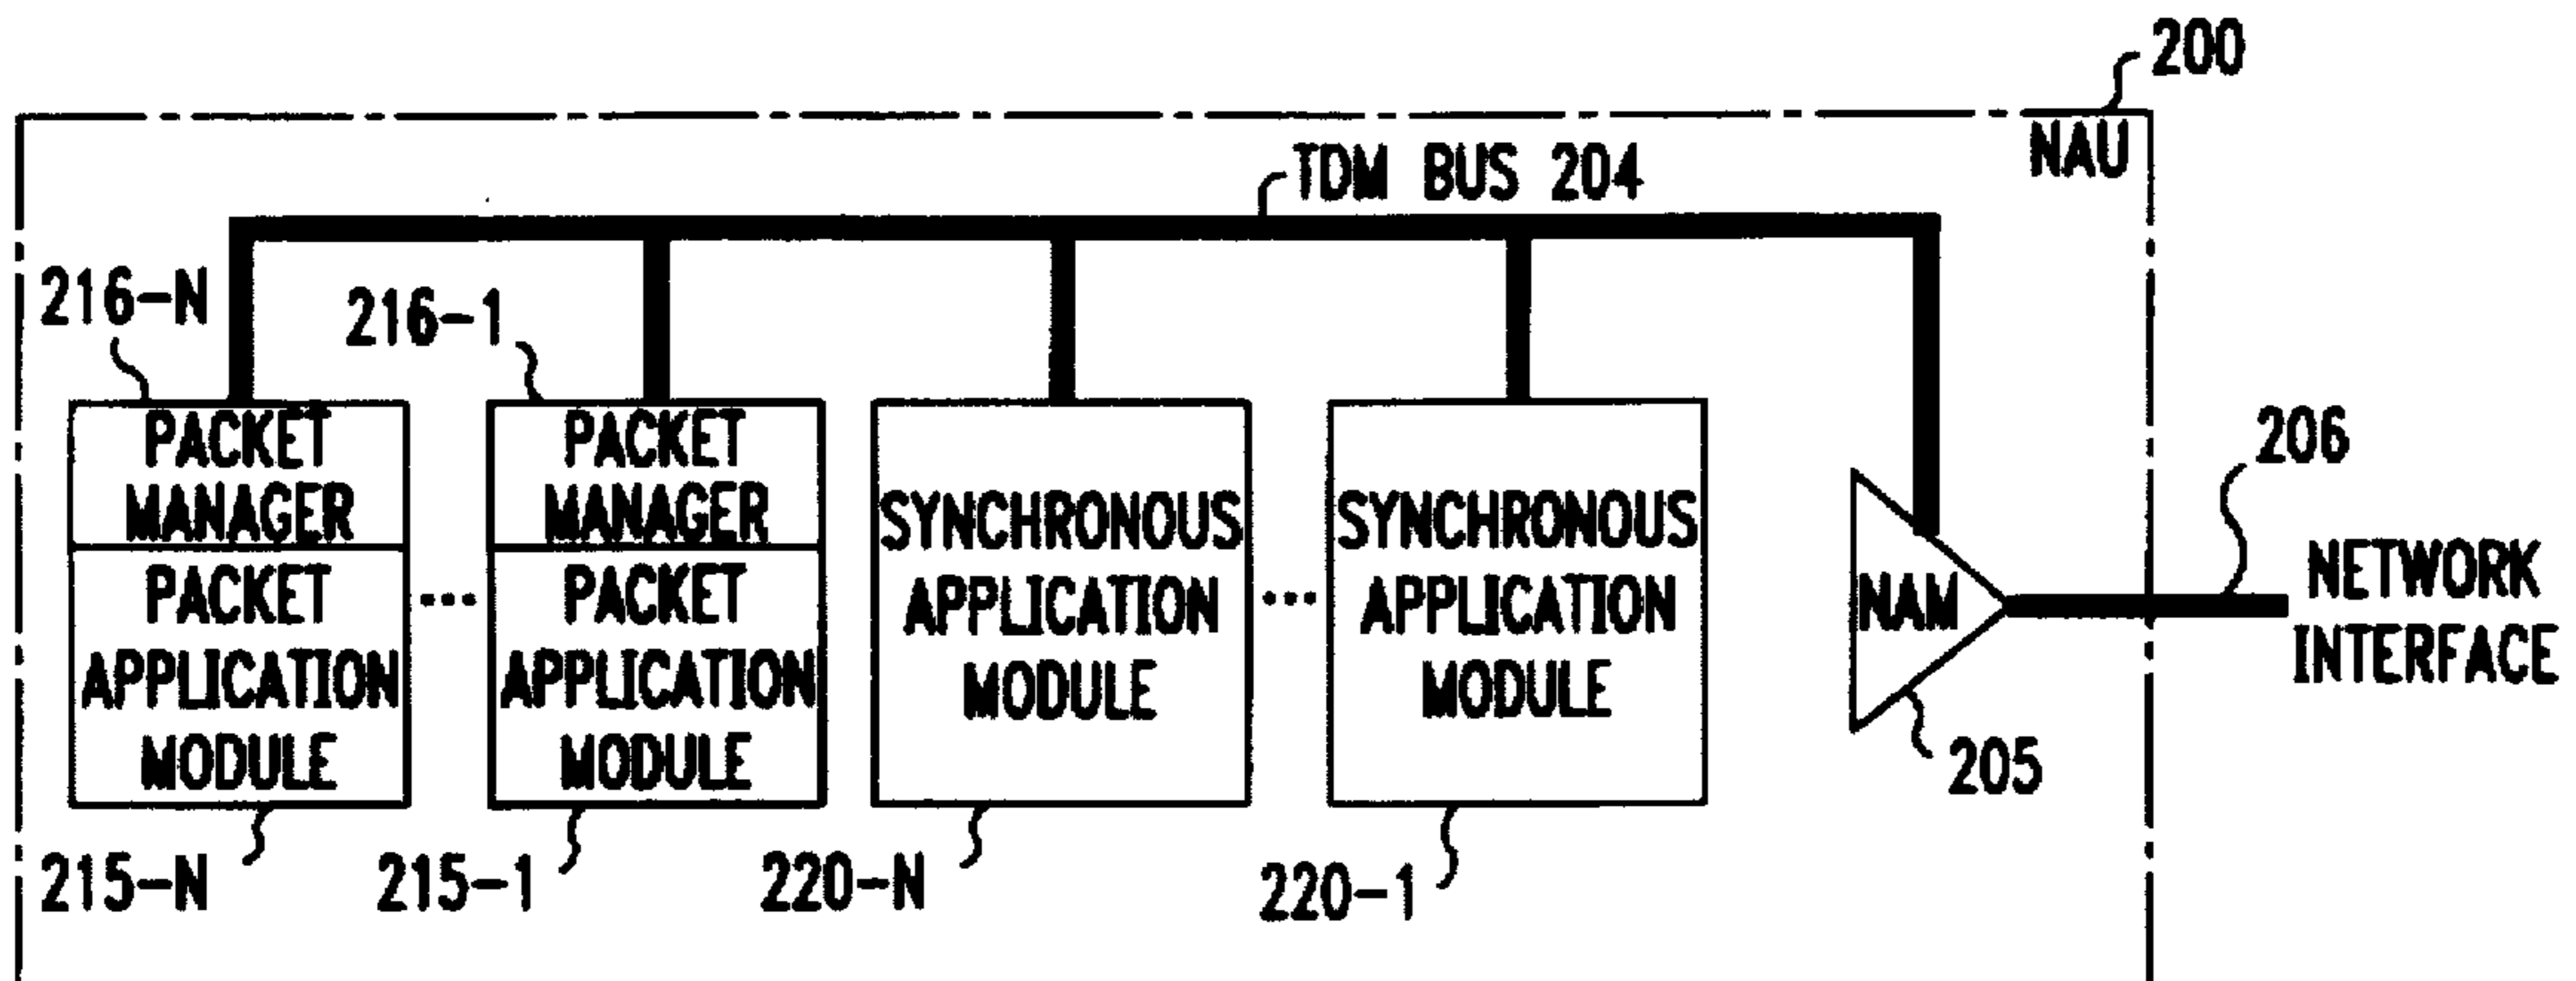 200
NAU
TDM BUS 204
216-N
216-1
PACKET
MANAGER
PACKET
APPLICATION
MODULE
...
PACKET
MANAGER
PACKET
APPLICATION
MODULE
SYNCHRONOUS
APPLICATION
MODULE
...
SYNCHRONOUS
APPLICATION
MODULE
NAM
206
NETWORK
INTERFACE
205
215-N
215-1
220-N
220-1